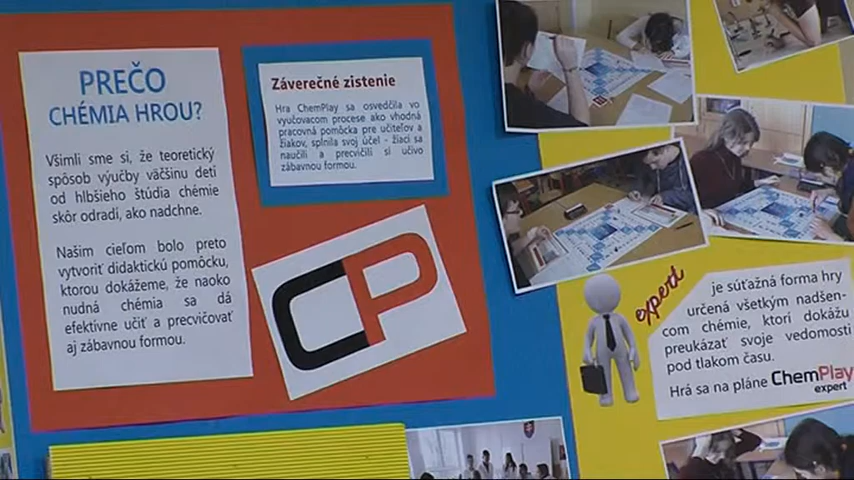 PREČO
CHÉMIA HROU?
Všimli sme si, že teoretický
spôsob výučby väčšinu detí
od hlbšieho štúdia chémie
skôr odradí, ako nadchne.
Našim cieľom bolo preto
vytvoriť didaktickú pomôcku,
ktorou dokážeme, že naoko
nudná chémia sa dá
efektívne učiť a precvičovať
aj zábavnou formou.
Záverečné zistenie
Hra ChemPlay sa osvedčila vo
vyučovacom procese ako vhodná
pracovná pomôcka pre učiteľov a
žiakov, splnila svoj účel - žiaci sa
naučili a precvičili si učivo
zábavnou formou.
CP
expert
je súťažná forma hry
určená všetkým nadšen-
com chémie, ktorí dokážu
preukázať svoje vedomosti
pod tlakom času.
Hrá sa na pláne ChemPlay
expert